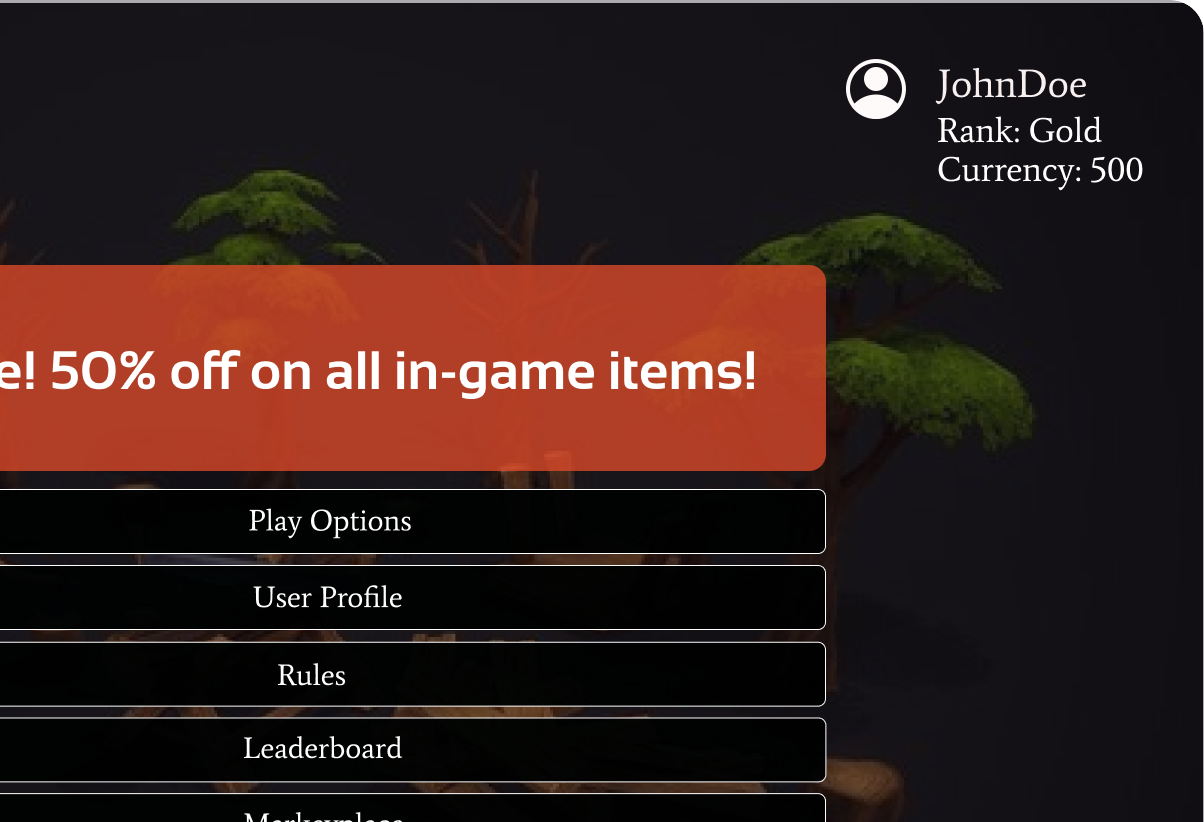 JohnDoe
Rank: Gold
Currency: 500
e! 50% off on all in-game items!
Play Options
User Profile
Rules
Leaderboard